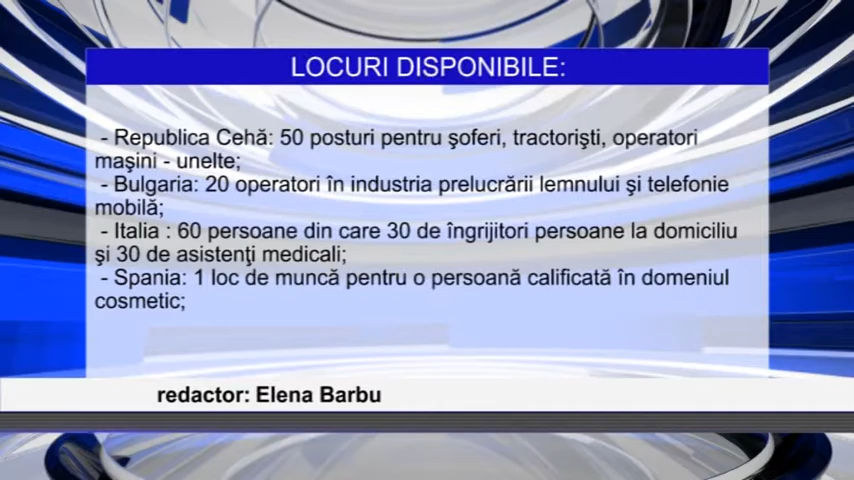 LOCURI DISPONIBILE:
- Republica Cehă: 50 posturi pentru şoferi, tractorişti, operatori
maşini - unelte;
- Bulgaria: 20 operatori în industria prelucrării lemnului şi telefonie
mobilă;
- Italia : 60 persoane din care 30 de îngrijitori persoane la domiciliu
şi 30 de asistenţi medicali;
- Spania: 1 loc de muncă pentru o persoană calificată în domeniul
cosmetic;
redactor: Elena Barbu